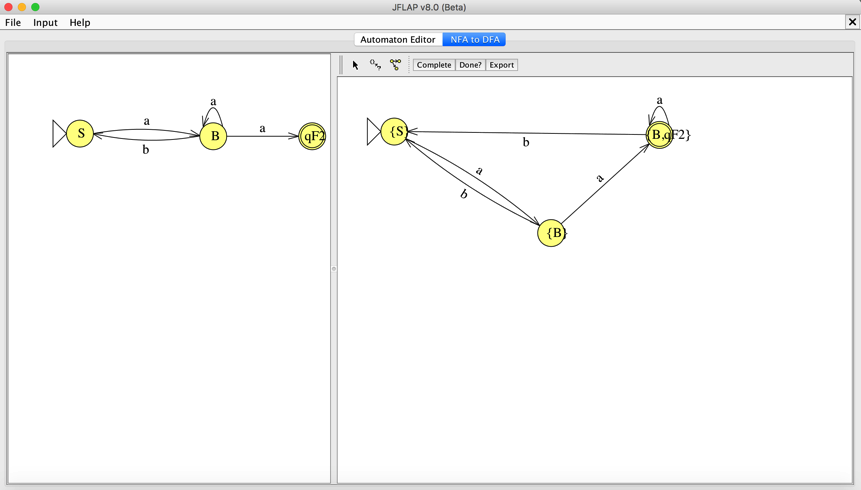 JFLAP v8.0 (Beta)
File Input Help
Automaton Editor NFA to DFA
Complete Done? Export
a
S
a
b
B
a
qF2
a
{S}
b
B,qF2}
a
b
a
{B}